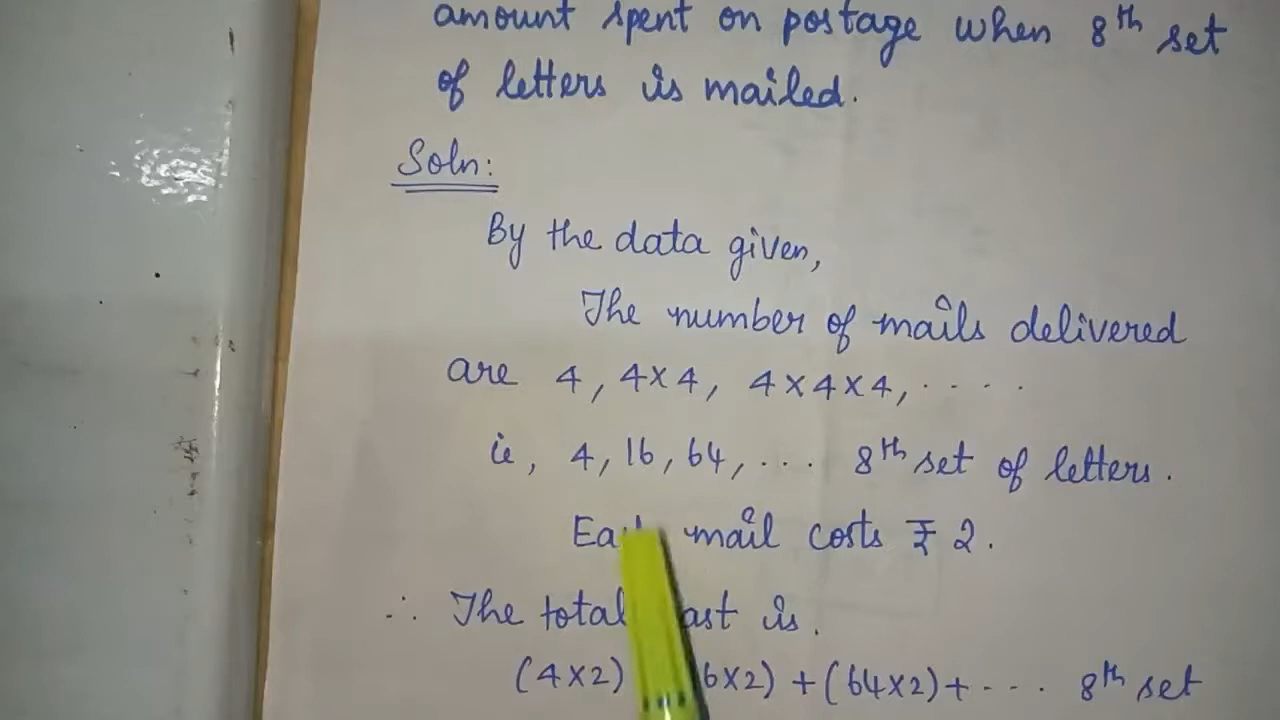 amount spent on postage when 8th set
of letters is mailed.
Soln:
By the data given,
The number of mails delivered
are 4, 4×4, 4×4×4, ....
ie, 4, 16, 64, ... 8th set of letters.
mail costs ₹ 2.
∴ The total is.
(4×2) 6×2) + (64×2) + --- 8th set